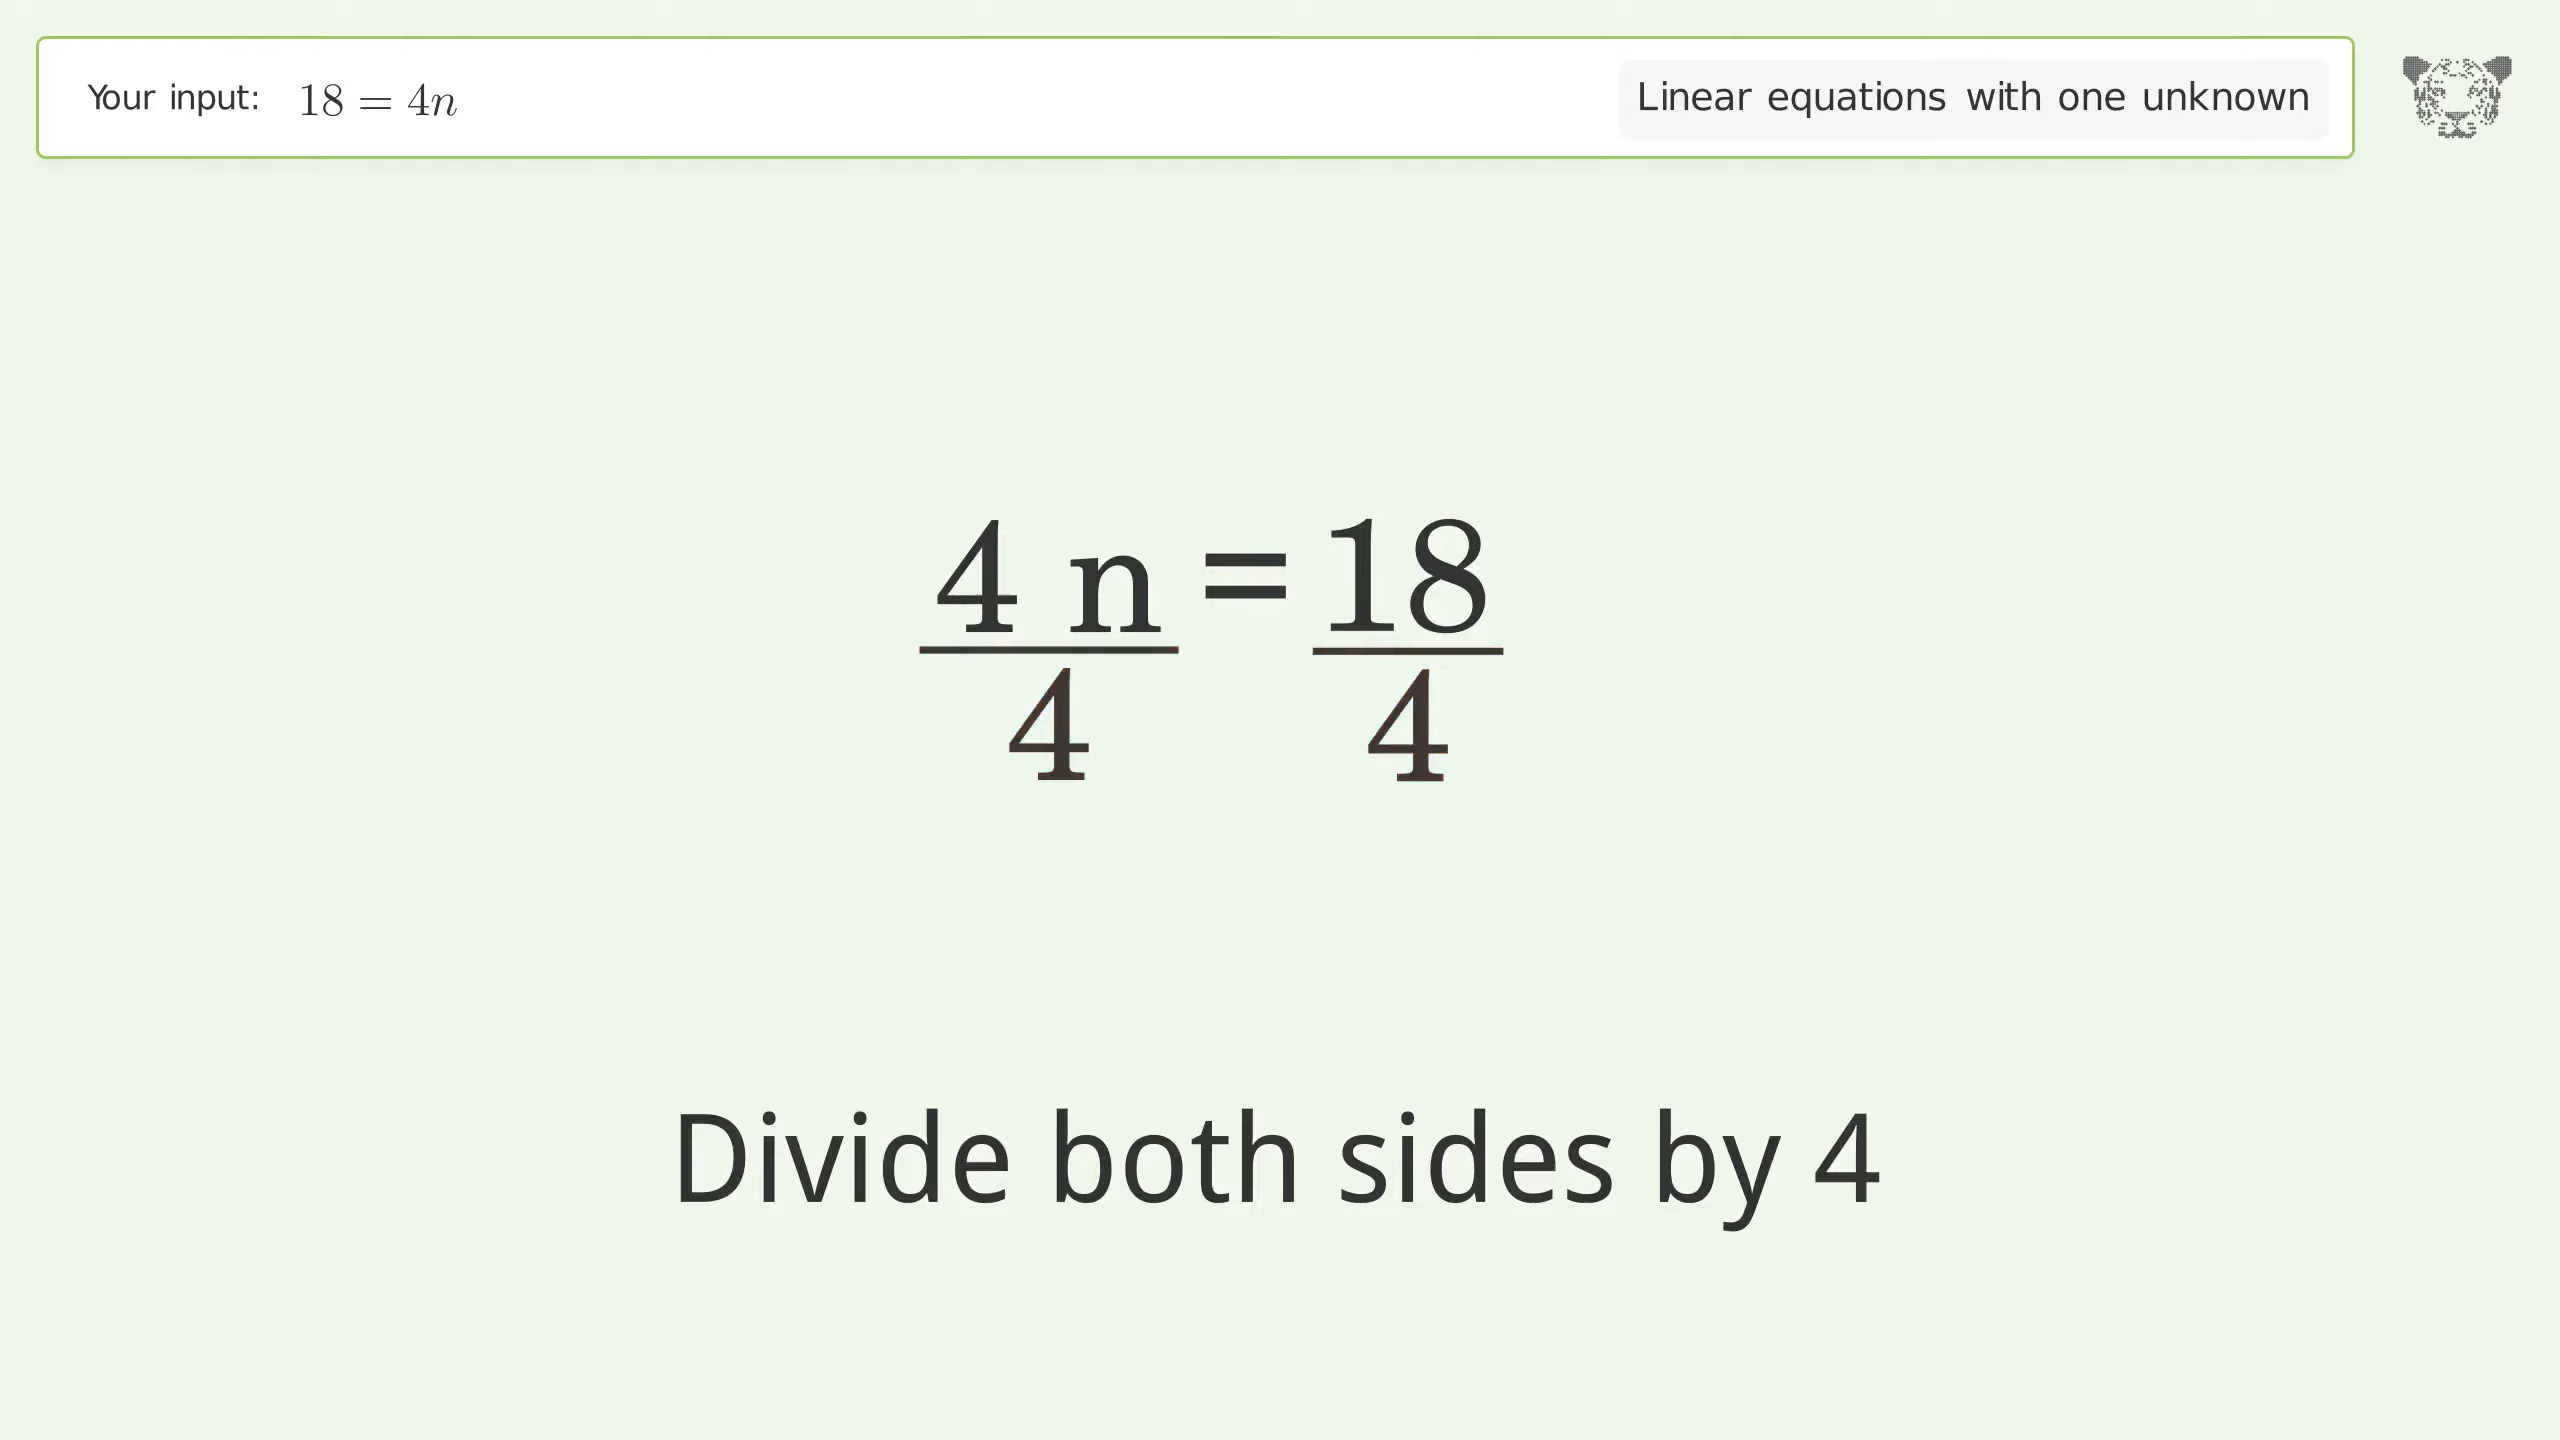 Your input: 18 = 4n
Linear equations with one unknown
4 n = 18
4 4
Divide both sides by 4